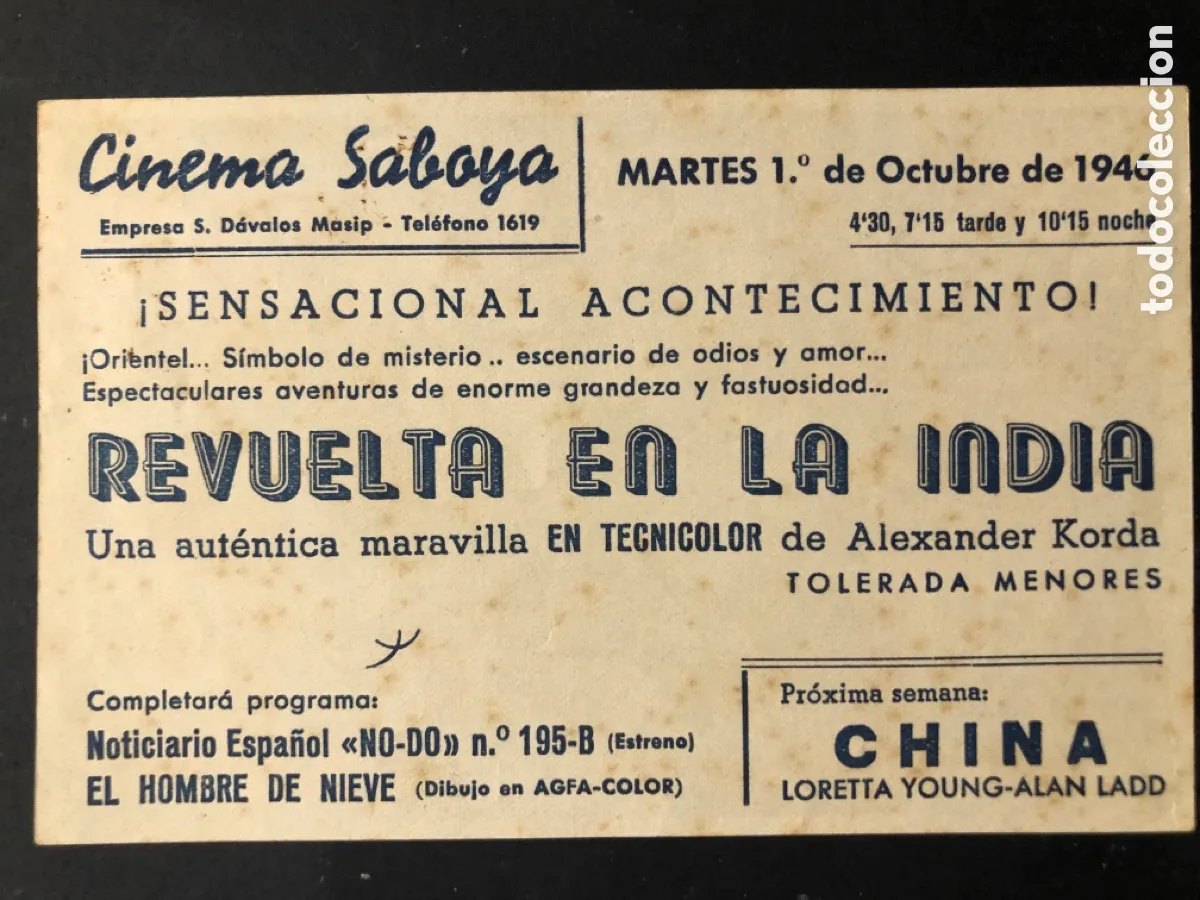 Cinema Saboya
Empresa S. Dávalos Masip - Teléfono 1619
MARTES 1.º de Octubre de 1946
4'30, 7'15 tarde y 10'15 noche
¡SENSACIONAL ACONTECIMIENTO!
¡Orientel... Símbolo de misterio .. escenario de odios y amor...
Espectaculares aventuras de enorme grandeza y fastuosidad...
REVUELTA EN LA INDIA
Una auténtica maravilla EN TECNICOLOR de Alexander Korda
TOLERADA MENORES
Completará programa:
Noticiario Español «NO-DO» n.º 195-B (Estreno)
EL HOMBRE DE NIEVE (Dibujo en AGFA-COLOR)
Próxima semana:
CHINA
LORETTA YOUNG-ALAN LADD
todocoleccion